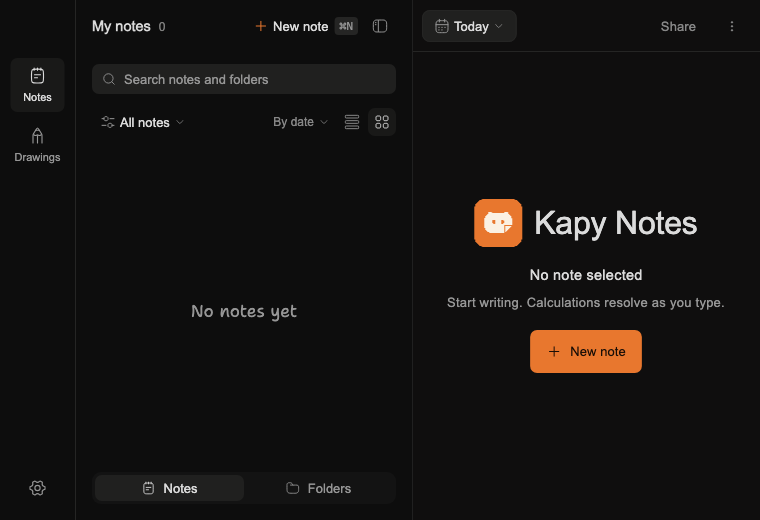 My notes 0
New note ⌘N
Today
Share
Notes
Drawings
Search notes and folders
All notes
By date
No notes yet
Kapy Notes
No note selected
Start writing. Calculations resolve as you type.
New note
Notes
Folders